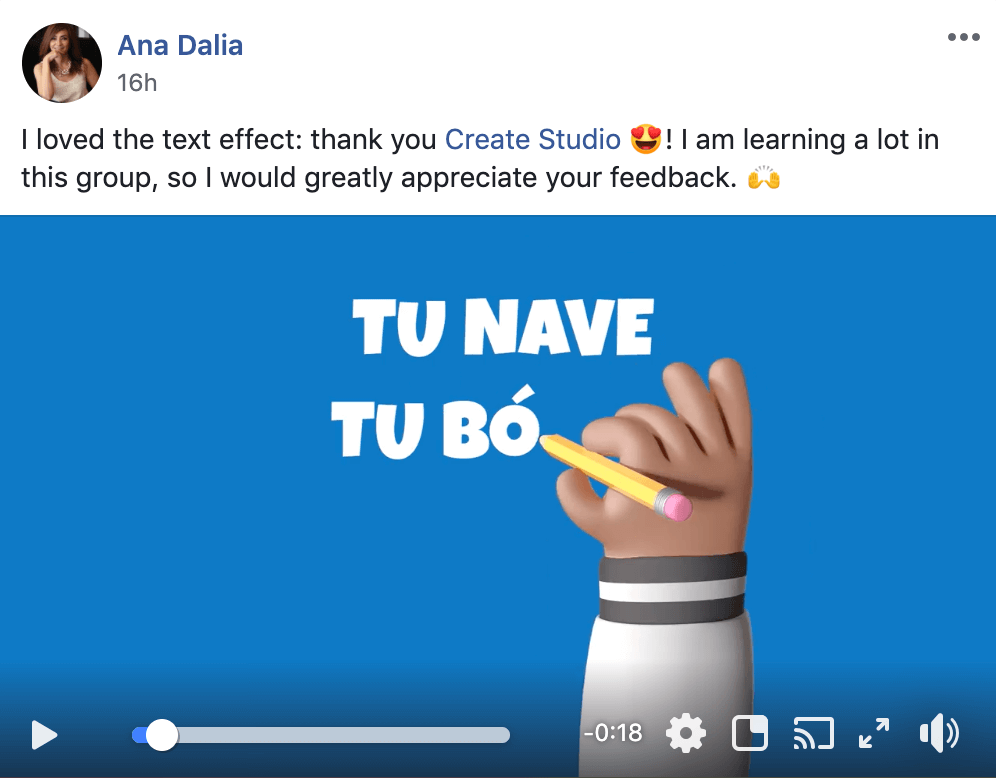 Ana Dalia
16h
I loved the text effect: thank you Create Studio 😍! I am learning a lot in
this group, so I would greatly appreciate your feedback. 🙌
TU NAVE
TU BÓ
-0:18